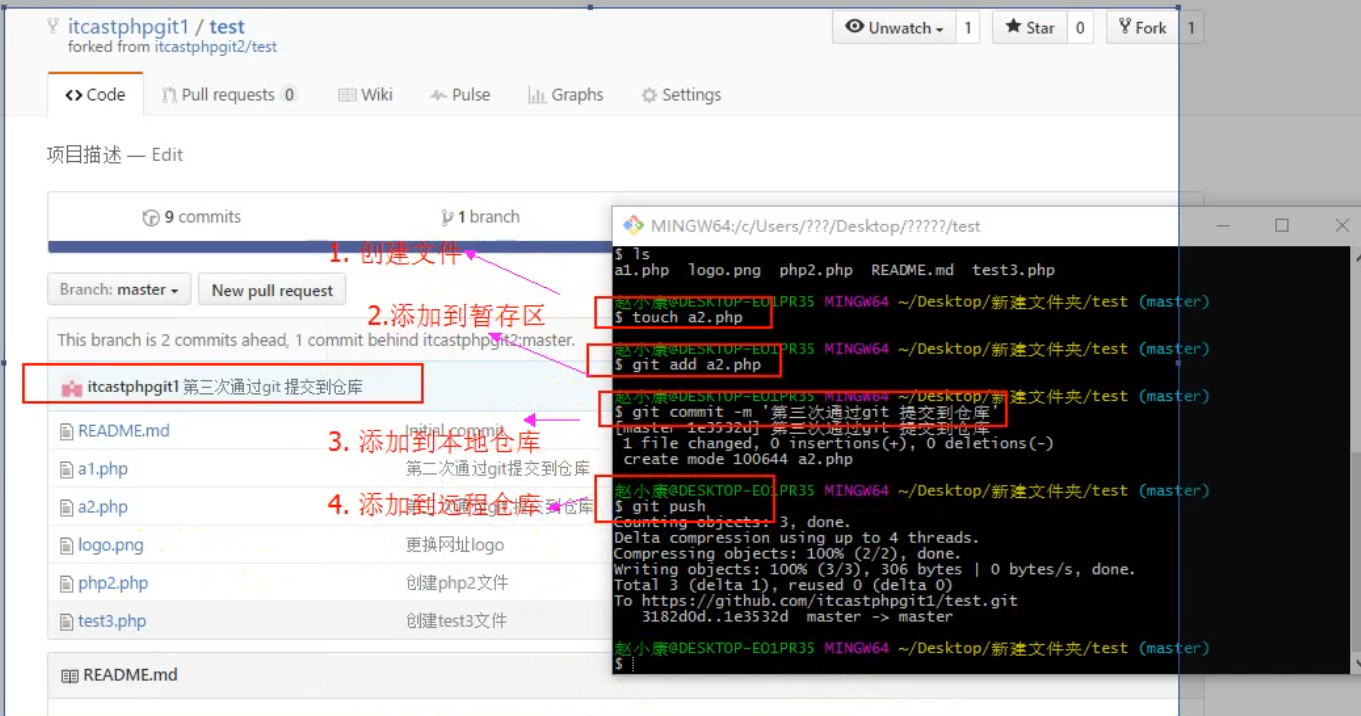 itcastphpgit1 / test
forked from itcastphpgit2/test
Unwatch 1 Star 0 Fork 1
Code Pull requests 0 Wiki Pulse Graphs Settings
项目描述 — Edit
9 commits 1 branch
1. 创建文件
Branch: master New pull request
2.添加到暂存区
This branch is 2 commits ahead, 1 commit behind itcastphpgit2:master.
itcastphpgit1 第三次通过git 提交到仓库
README.md Initial commit
3. 添加到本地仓库
a1.php 第二次通过git提交到仓库
4. 添加到远程仓库
a2.php 第三次通过git 提交到仓库
logo.png 更换网址logo
php2.php 创建php2文件
test3.php 创建test3文件
README.md
MINGW64:/c/Users/???/Desktop/?????/test
$ ls
a1.php logo.png php2.php README.md test3.php
赵小康@DESKTOP-EO1PR35 MINGW64 ~/Desktop/新建文件夹/test (master)
$ touch a2.php
赵小康@DESKTOP-EO1PR35 MINGW64 ~/Desktop/新建文件夹/test (master)
$ git add a2.php
赵小康@DESKTOP-EO1PR35 MINGW64 ~/Desktop/新建文件夹/test (master)
$ git commit -m '第三次通过git 提交到仓库'
[master 1e3532d] 第三次通过git 提交到仓库
1 file changed, 0 insertions(+), 0 deletions(-)
create mode 100644 a2.php
赵小康@DESKTOP-EO1PR35 MINGW64 ~/Desktop/新建文件夹/test (master)
$ git push
Counting objects: 3, done.
Delta compression using up to 4 threads.
Compressing objects: 100% (2/2), done.
Writing objects: 100% (3/3), 306 bytes | 0 bytes/s, done.
Total 3 (delta 1), reused 0 (delta 0)
To https://github.com/itcastphpgit1/test.git
3182d0d..1e3532d master -> master
赵小康@DESKTOP-EO1PR35 MINGW64 ~/Desktop/新建文件夹/test (master)
$